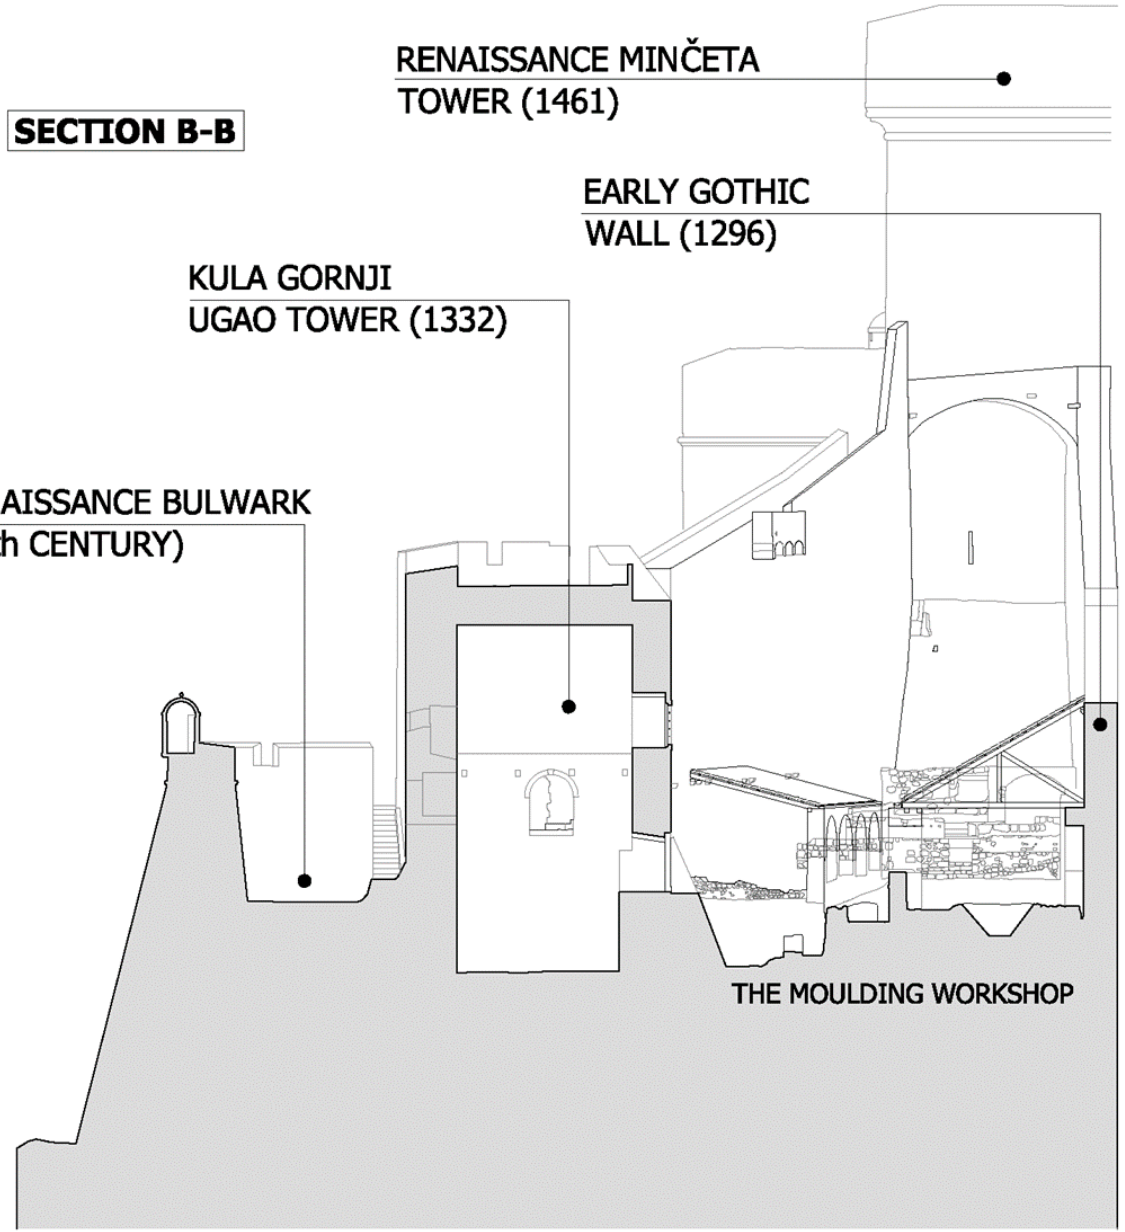 RENAISSANCE MINČETA
TOWER (1461)
SECTION B-B
EARLY GOTHIC
WALL (1296)
KULA GORNJI
UGAO TOWER (1332)
AISSANCE BULWARK
th CENTURY)
THE MOULDING WORKSHOP